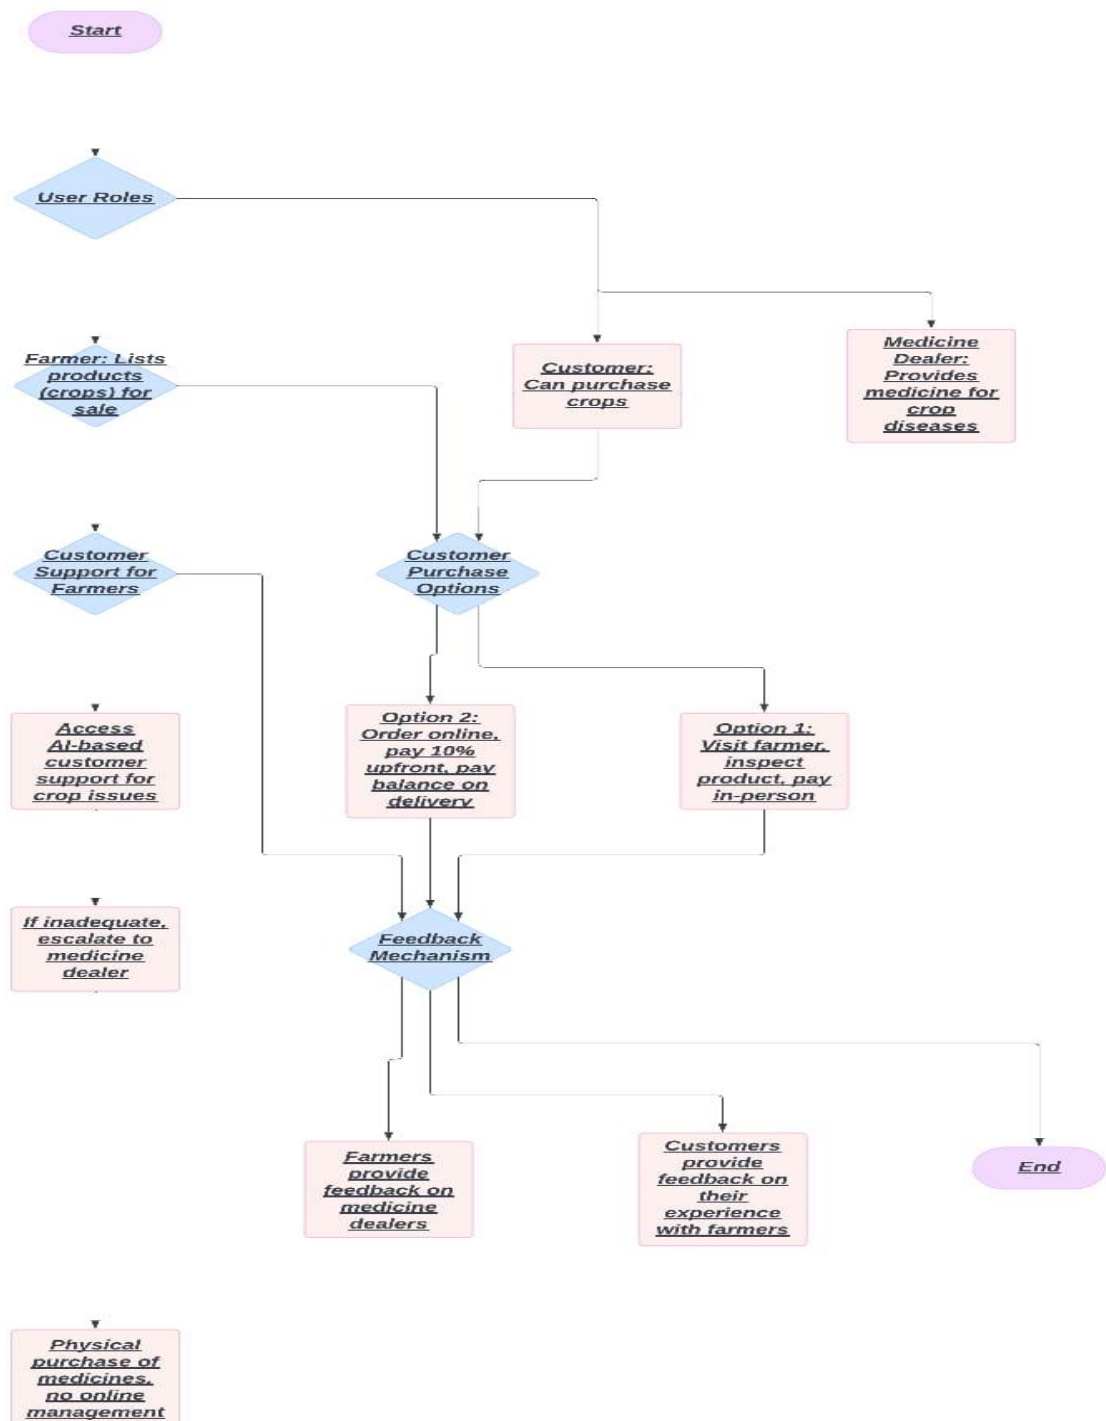 Start
User Roles
Farmer: Lists
products
(crops) for
sale
Customer:
Can purchase
crops
Medicine
Dealer:
Provides
medicine for
crop
diseases
Customer
Support for
Farmers
Customer
Purchase
Options
Access
AI-based
customer
support for
crop issues
Option 2:
Order online,
pay 10%
upfront, pay
balance on
delivery
Option 1:
Visit farmer,
inspect
product, pay
in-person
If inadequate,
escalate to
medicine
dealer
Feedback
Mechanism
Farmers
provide
feedback on
medicine
dealers
Customers
provide
feedback on
their
experience
with farmers
End
Physical
purchase of
medicines,
no online
management